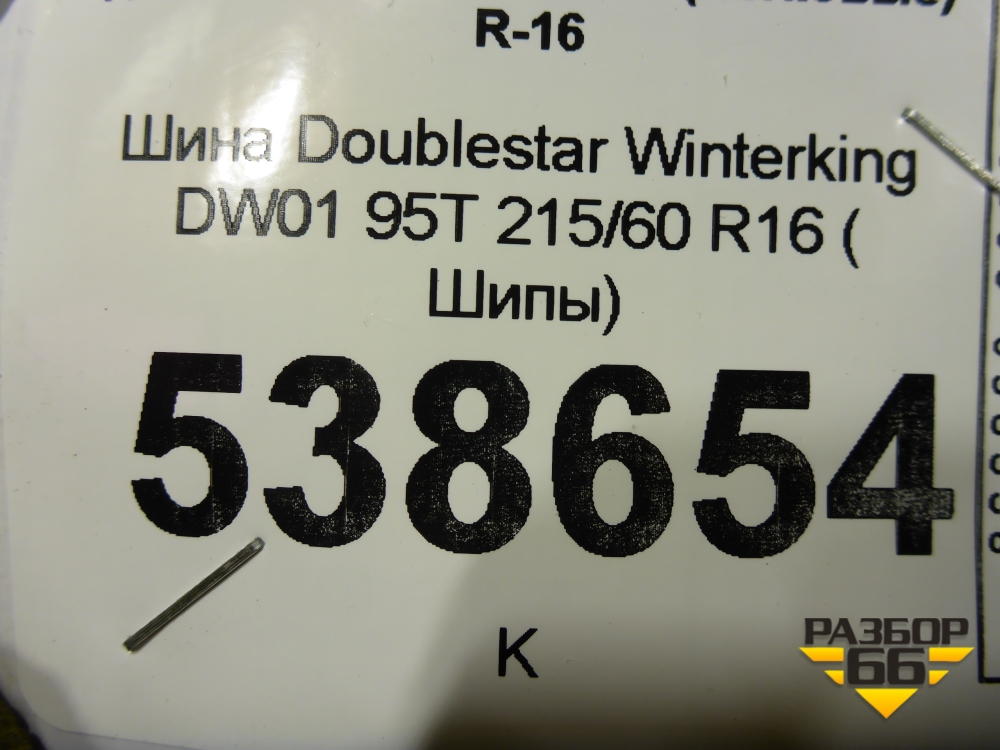 R-16
Шина Doublestar Winterking
DW01 95T 215/60 R16 (
Шипы)
538654
К
РАЗБОР
66